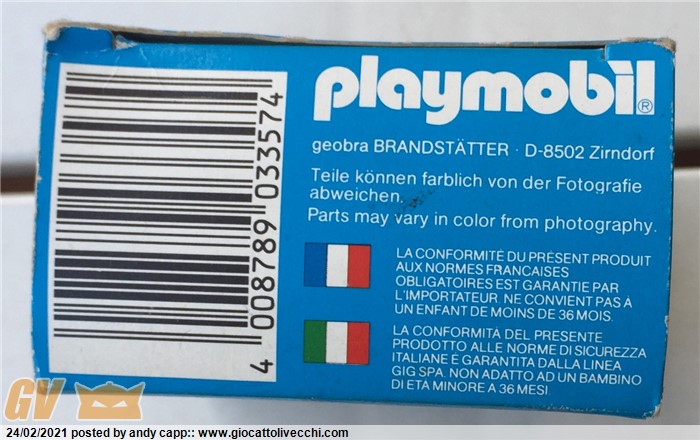 4 008789 033574
playmobil®
geobra BRANDSTÄTTER · D-8502 Zirndorf
Teile können farblich von der Fotografie
abweichen.
Parts may vary in color from photography.
LA CONFORMITÉ DU PRÉSENT PRODUIT
AUX NORMES FRANCAISES
OBLIGATOIRES EST GARANTIE PAR
L'IMPORTATEUR. NE CONVIENT PAS A
UN ENFANT DE MOINS DE 36 MOIS.
LA CONFORMITÀ DEL PRESENTE
PRODOTTO ALLE NORME DI SICUREZZA
ITALIANE É GARANTITA DALLA LINEA
GIG SPA. NON ADATTO AD UN BAMBINO
DI ETÀ MINORE A 36 MESI
GV
24/02/2021 posted by andy capp:: www.giocattolivecchi.com